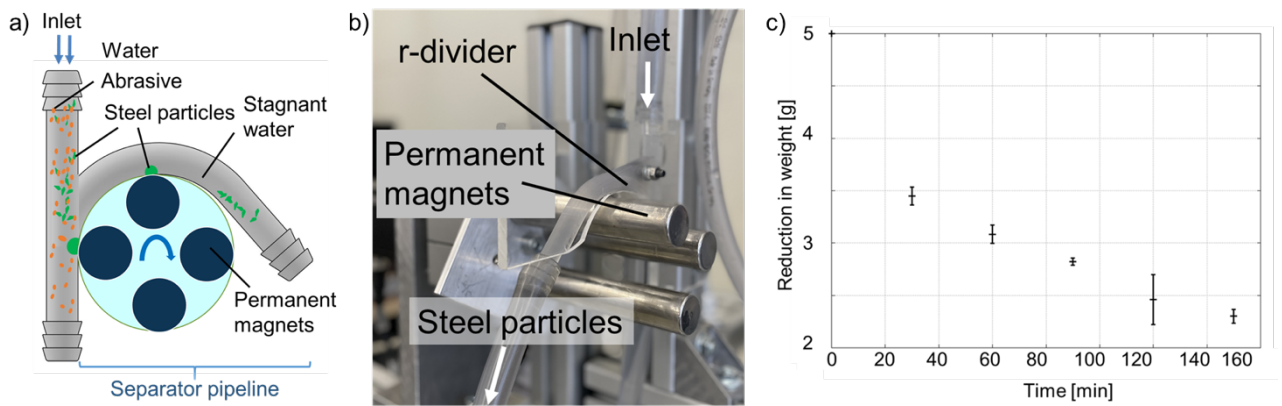 a)
Inlet
Water
Abrasive
Steel particles
Stagnant
water
Permanent
magnets
Separator pipeline
b)
r-divider
Inlet
Permanent
magnets
Steel particles
c)
Reduction in weight [g]
5
4
3
2
0
20
40
60
80
100
120
140
160
Time [min]